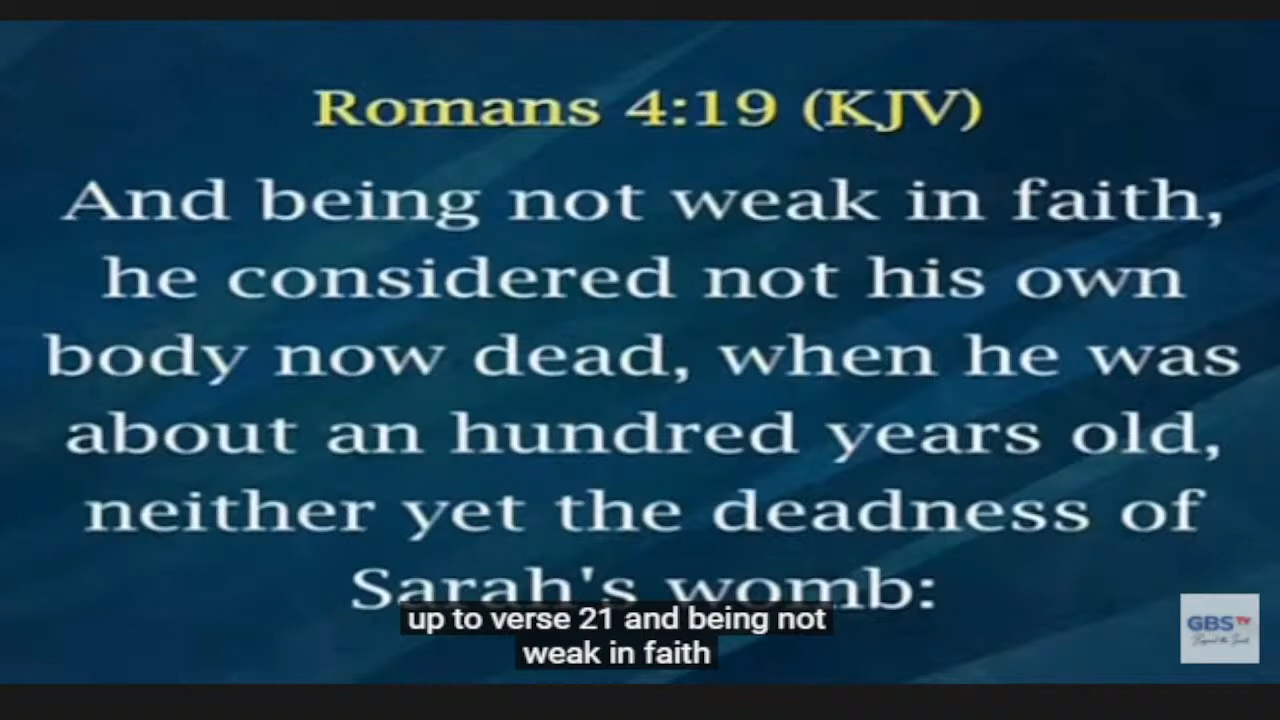 Romans 4:19 (KJV)
And being not weak in faith,
he considered not his own
body now dead, when he was
about an hundred years old,
neither yet the deadness of
Sarah's womb:
up to verse 21 and being not
weak in faith
GBS TV